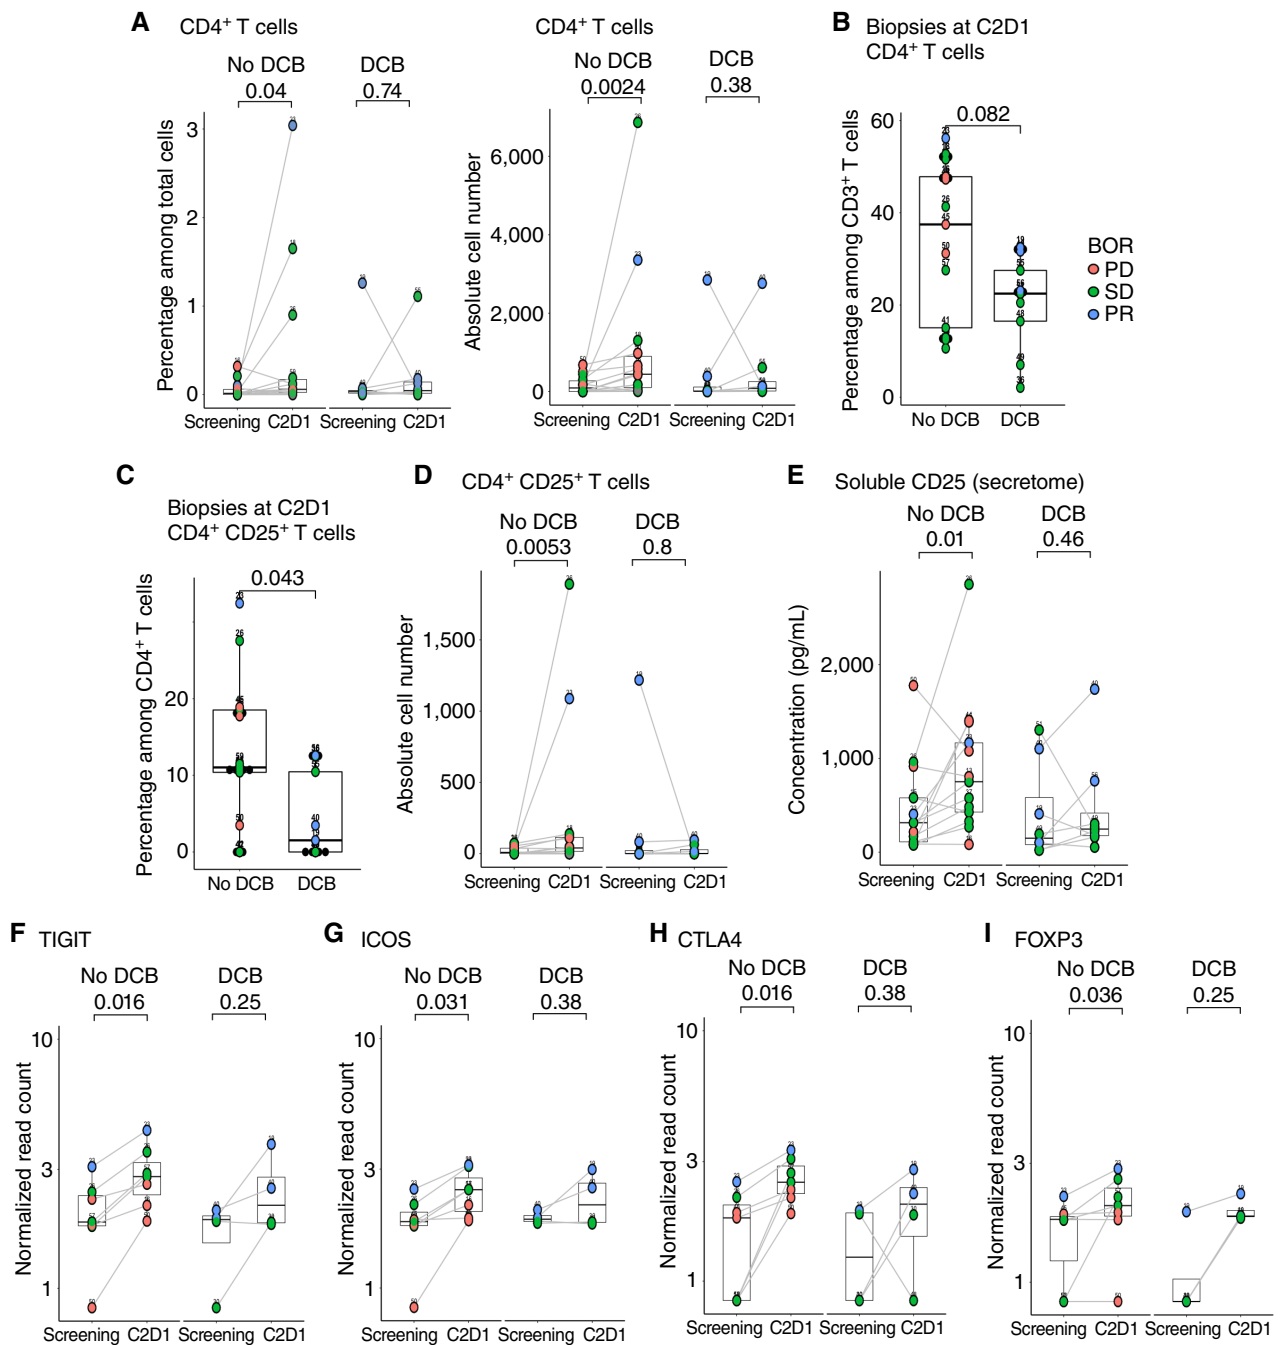 A
CD4⁺ T cells
No DCB
0.04
DCB
0.74
Percentage among total cells
3
2
1
0
Screening
C2D1
Screening
C2D1
CD4⁺ T cells
No DCB
0.0024
DCB
0.38
Absolute cell number
6,000
4,000
2,000
0
Screening
C2D1
Screening
C2D1
B
Biopsies at C2D1
CD4⁺ T cells
0.082
Percentage among CD3⁺ T cells
60
40
20
0
No DCB
DCB
BOR
PD
SD
PR
C
Biopsies at C2D1
CD4⁺ CD25⁺ T cells
0.043
Percentage among CD4⁺ T cells
20
10
0
No DCB
DCB
D
CD4⁺ CD25⁺ T cells
No DCB
0.0053
DCB
0.8
Absolute cell number
1,500
1,000
500
0
Screening
C2D1
Screening
C2D1
E
Soluble CD25 (secretome)
No DCB
0.01
DCB
0.46
Concentration (pg/mL)
2,000
1,000
0
Screening
C2D1
Screening
C2D1
F
TIGIT
No DCB
0.016
DCB
0.25
Normalized read count
10
3
1
Screening
C2D1
Screening
C2D1
G
ICOS
No DCB
0.031
DCB
0.38
Normalized read count
10
3
1
Screening
C2D1
Screening
C2D1
H
CTLA4
No DCB
0.016
DCB
0.38
Normalized read count
10
3
1
Screening
C2D1
Screening
C2D1
I
FOXP3
No DCB
0.036
DCB
0.25
Normalized read count
10
3
1
Screening
C2D1
Screening
C2D1